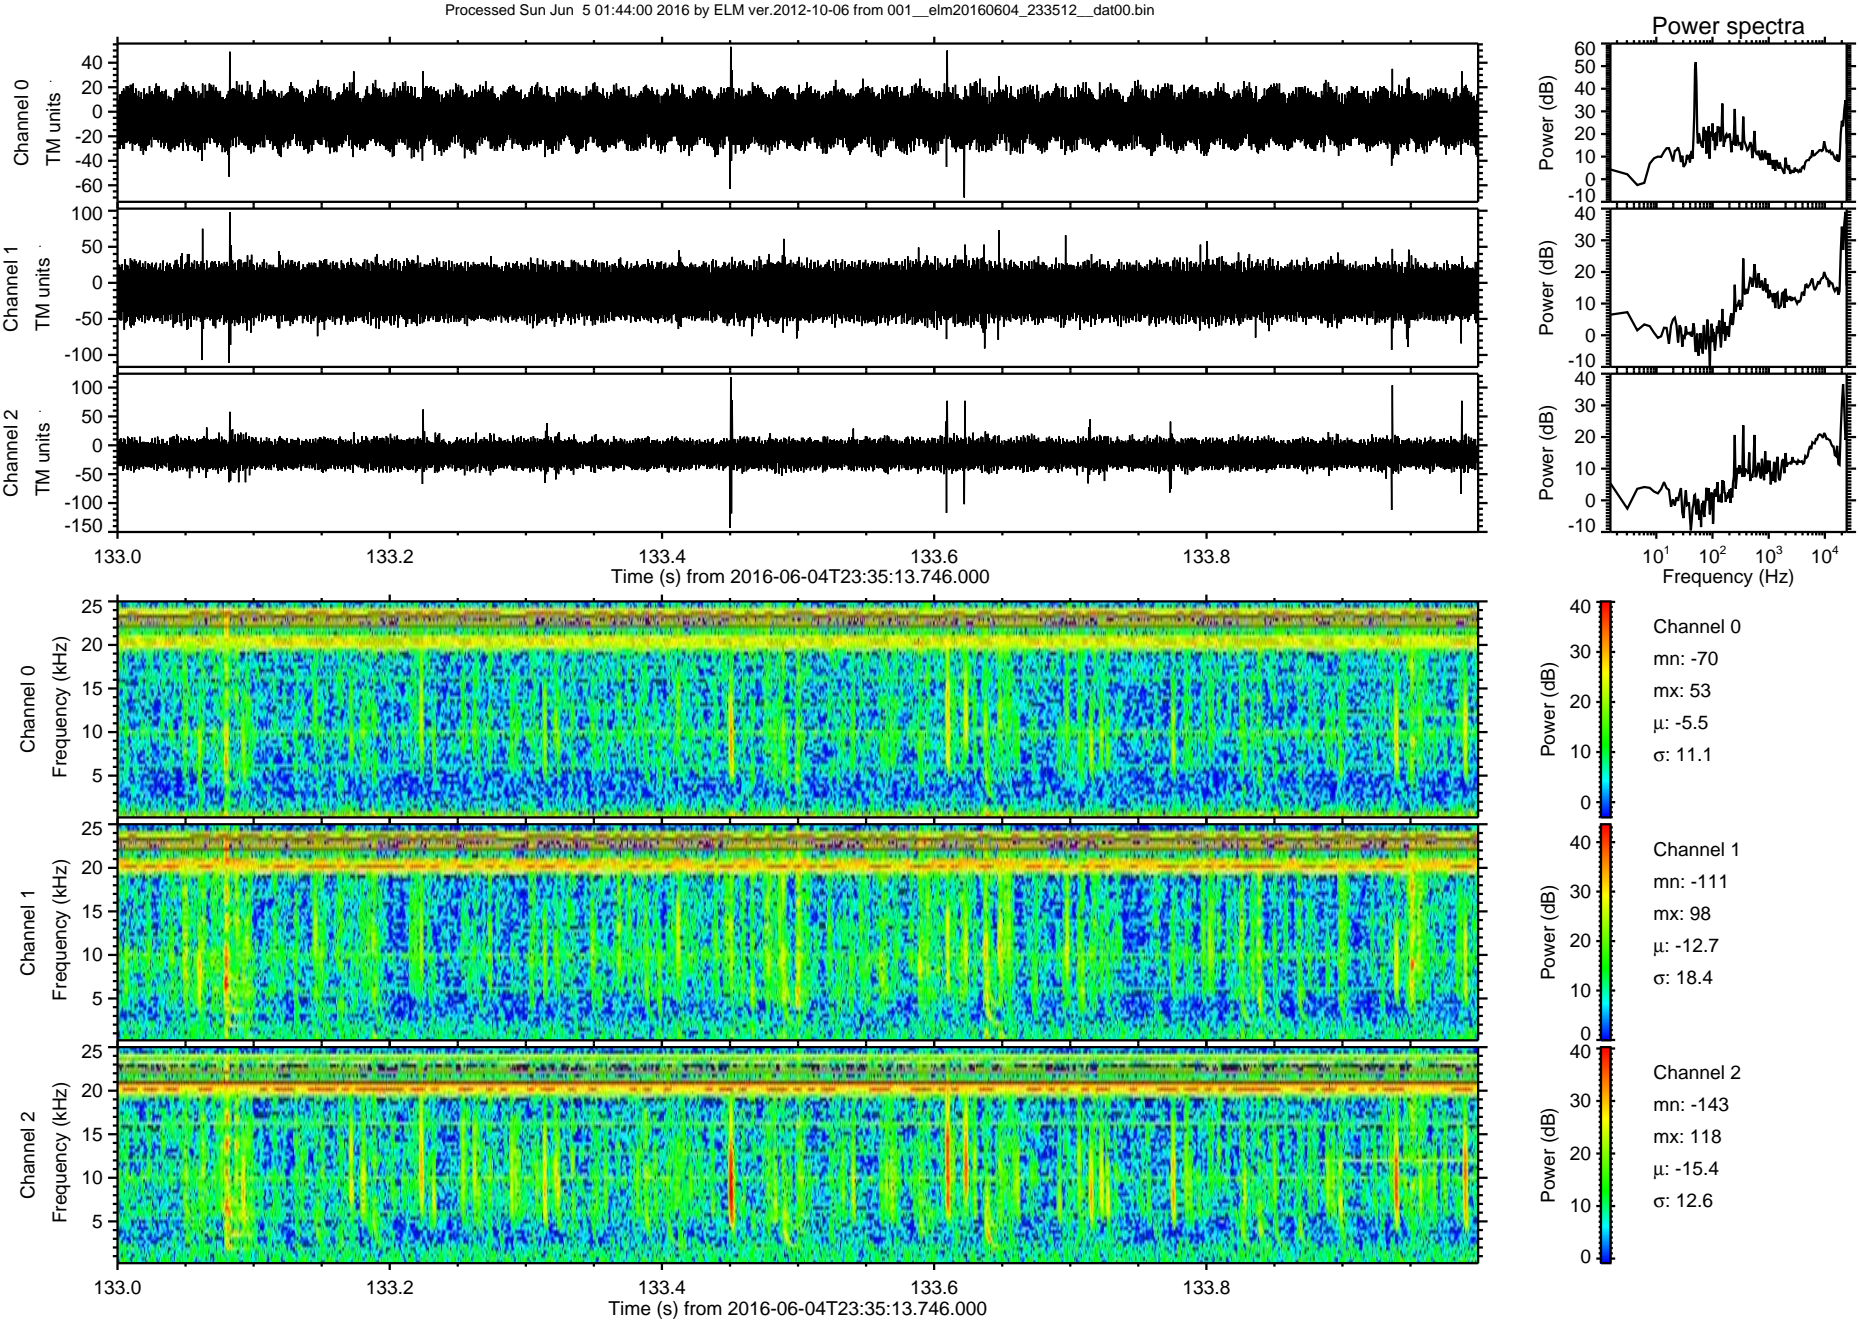 Processed Sun Jun  5 01:44:00 2016 by ELM ver.2012-10-06 from 001__elm20160604_233512__dat00.bin
Power spectra
Channel 0
TM units
40
20
0
-20
-40
-60
Power (dB)
60
50
40
30
20
10
0
-10
Channel 1
TM units
100
50
0
-50
-100
Power (dB)
40
30
20
10
0
-10
Channel 2
TM units
100
50
0
-50
-100
-150
Power (dB)
40
30
20
10
0
-10
133.0 133.2 133.4 133.6 133.8
Time (s) from 2016-06-04T23:35:13.746.000
10¹ 10² 10³ 10⁴
Frequency (Hz)
Channel 0
Frequency (kHz)
25
20
15
10
5
Power (dB)
40
30
20
10
0
Channel 0
mn: -70
mx: 53
µ: -5.5
σ: 11.1
Channel 1
Frequency (kHz)
25
20
15
10
5
Power (dB)
40
30
20
10
0
Channel 1
mn: -111
mx: 98
µ: -12.7
σ: 18.4
Channel 2
Frequency (kHz)
25
20
15
10
5
Power (dB)
40
30
20
10
0
Channel 2
mn: -143
mx: 118
µ: -15.4
σ: 12.6
133.0 133.2 133.4 133.6 133.8
Time (s) from 2016-06-04T23:35:13.746.000